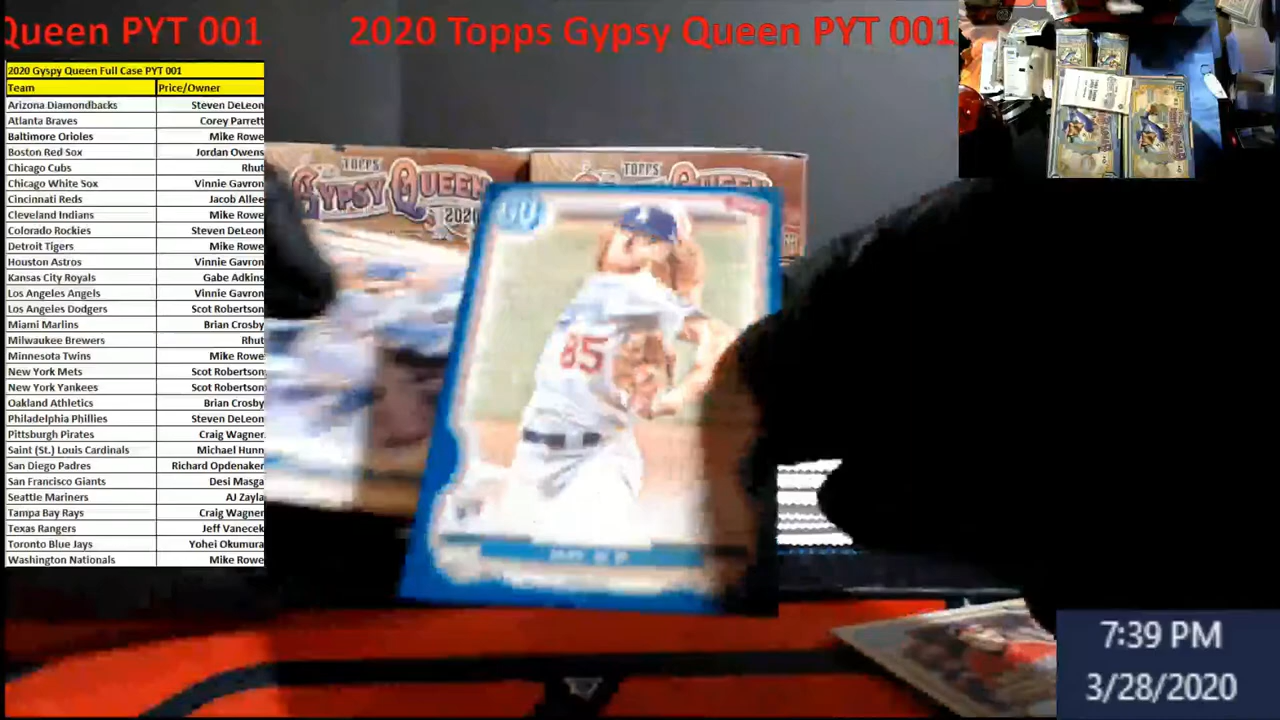 Queen PYT 001
2020 Topps Gypsy Queen PYT 001
2020 Gyspy Queen Full Case PYT 001
Team Price/Owner
Arizona Diamondbacks Steven DeLeon
Atlanta Braves Corey Parrett
Baltimore Orioles Mike Rowe
Boston Red Sox Jordan Owens
Chicago Cubs Rhut
Chicago White Sox Vinnie Gavron
Cincinnati Reds Jacob Allee
Cleveland Indians Mike Rowe
Colorado Rockies Steven DeLeon
Detroit Tigers Mike Rowe
Houston Astros Vinnie Gavron
Kansas City Royals Gabe Adkins
Los Angeles Angels Vinnie Gavron
Los Angeles Dodgers Scot Robertson
Miami Marlins Brian Crosby
Milwaukee Brewers Rhut
Minnesota Twins Mike Rowe
New York Mets Scot Robertson
New York Yankees Scot Robertson
Oakland Athletics Brian Crosby
Philadelphia Phillies Steven DeLeon
Pittsburgh Pirates Craig Wagner
Saint (St.) Louis Cardinals Michael Hunn
San Diego Padres Richard Opdenaker
San Francisco Giants Desi Masga
Seattle Mariners AJ Zayla
Tampa Bay Rays Craig Wagner
Texas Rangers Jeff Vanecek
Toronto Blue Jays Yohei Okumura
Washington Nationals Mike Rowe
TOPPS
GYPSY QUEEN
2020
TOPPS
GYPSY QUEEN
GQ
85
7:39 PM
3/28/2020